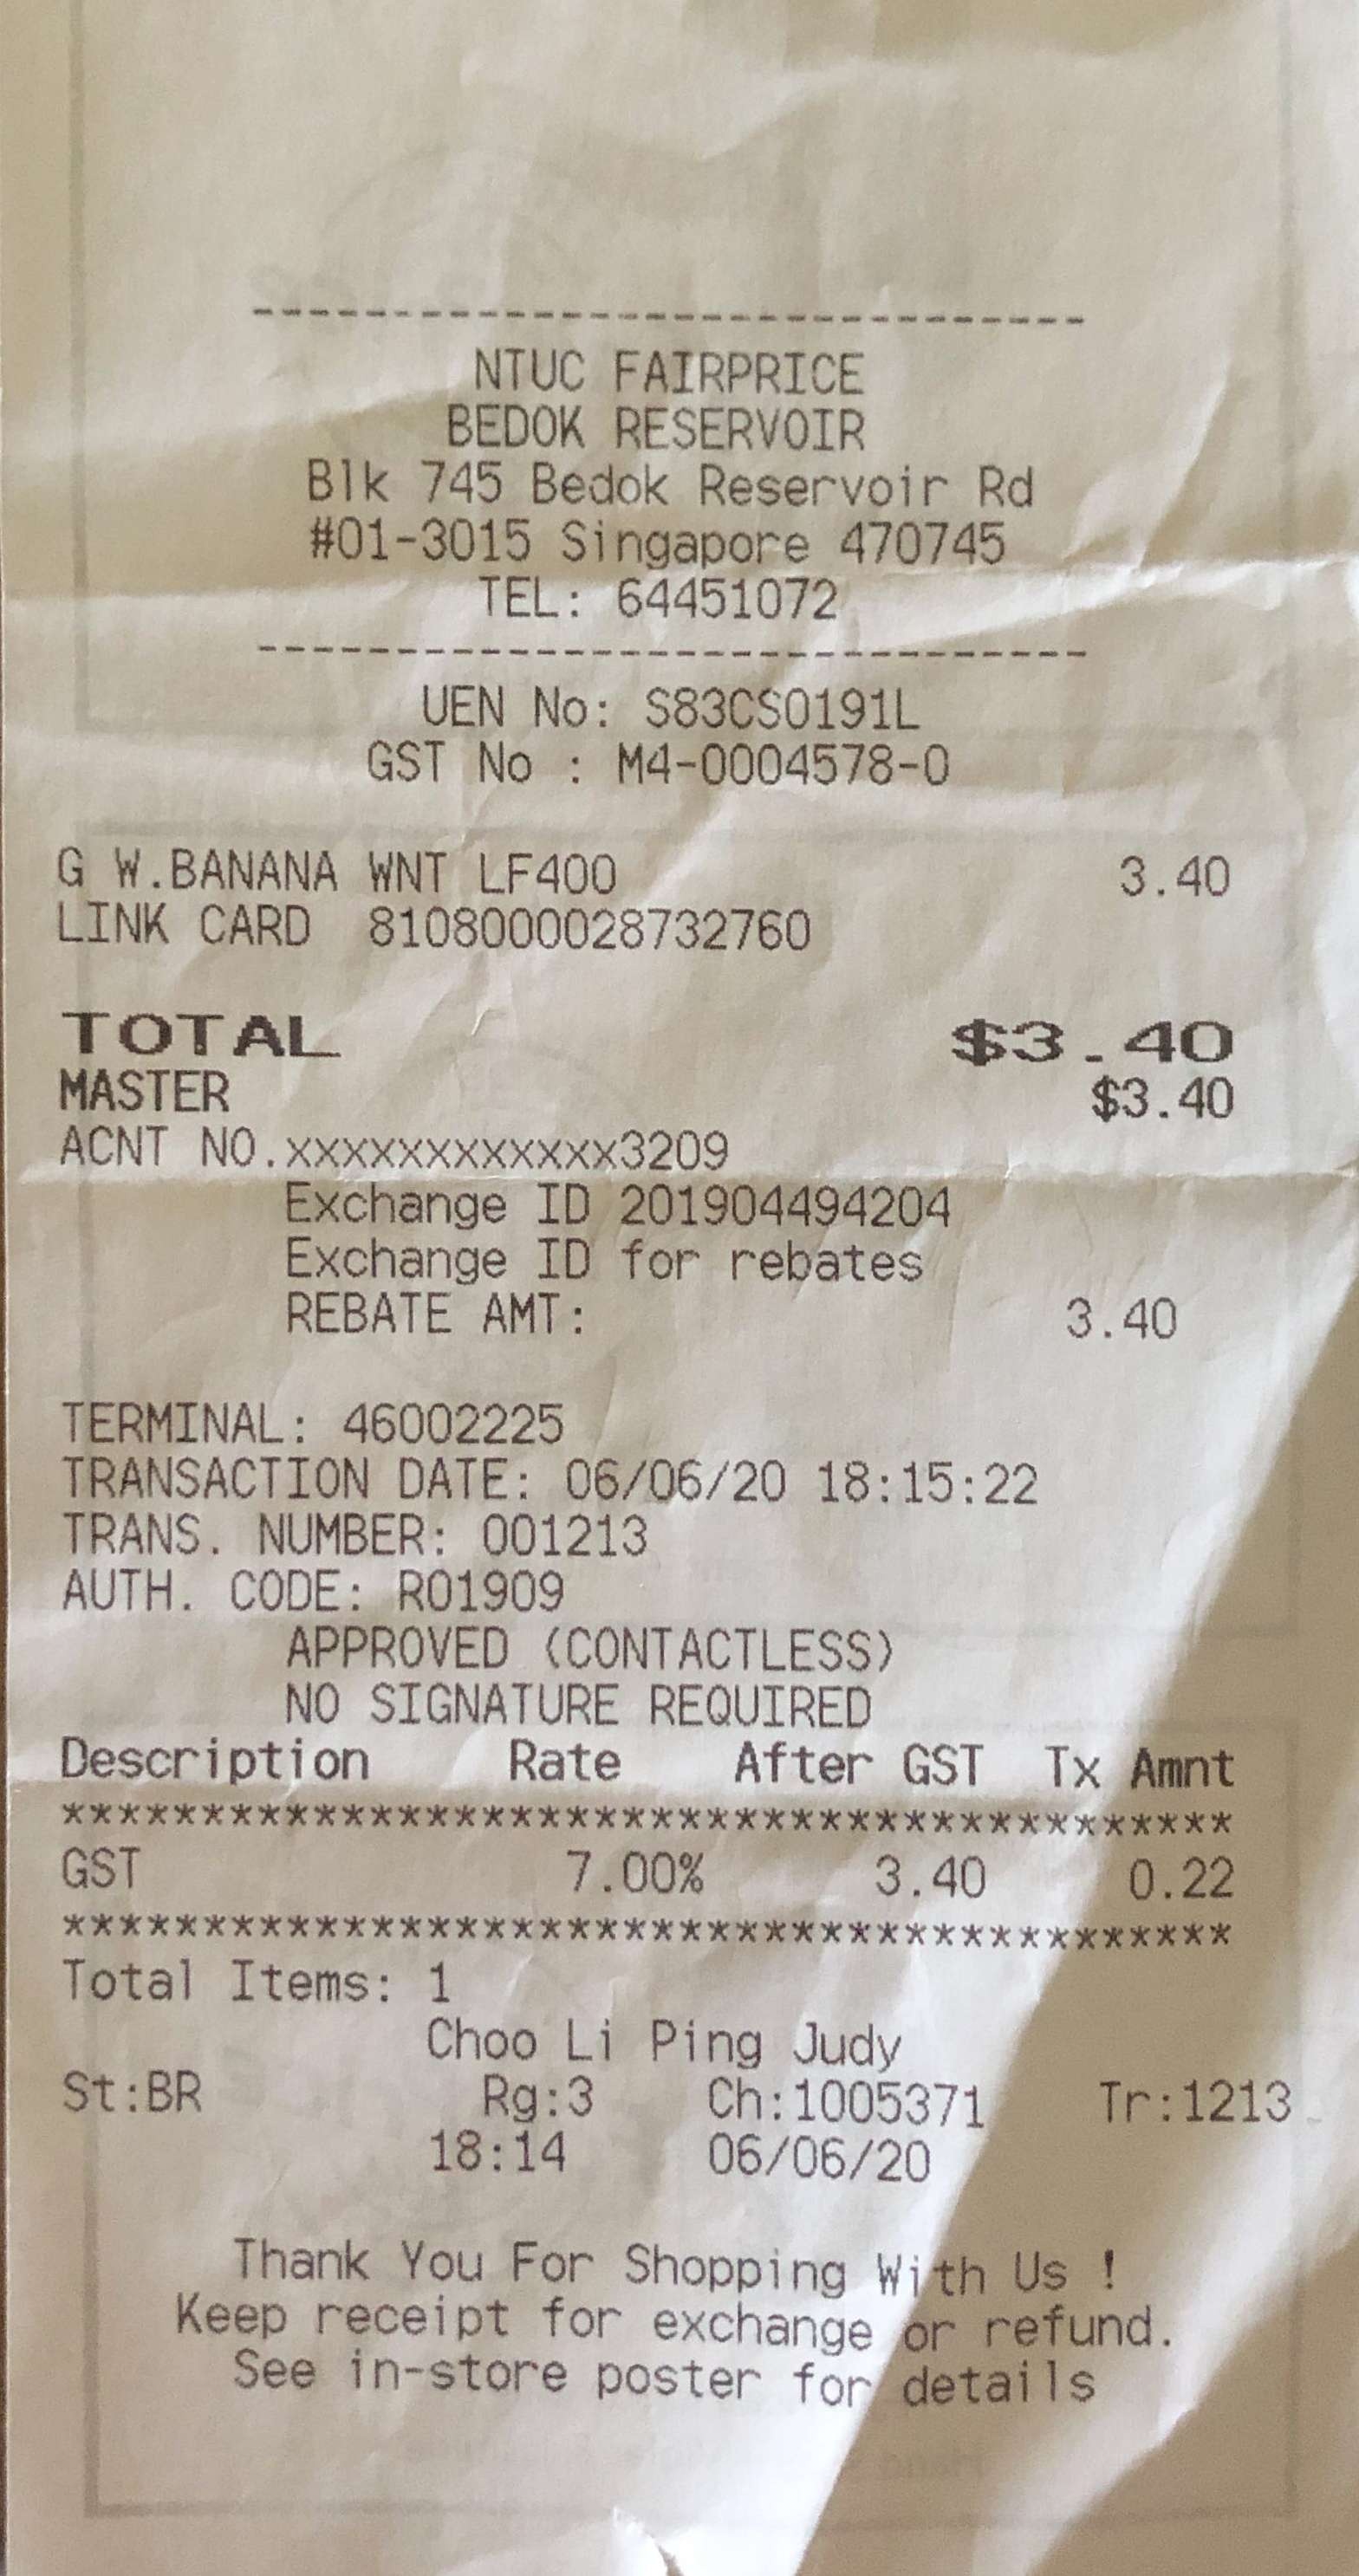 ------------------------------
NTUC FAIRPRICE
BEDOK RESERVOIR
Blk 745 Bedok Reservoir Rd
#01-3015 Singapore 470745
TEL: 64451072
------------------------------
UEN No: S83CS0191L
GST No : M4-0004578-0
G W.BANANA WNT LF400 3.40
LINK CARD 8108000028732760
TOTAL $3.40
MASTER $3.40
ACNT NO.xxxxxxxxxxxx3209
Exchange ID 201904494204
Exchange ID for rebates
REBATE AMT: 3.40
TERMINAL: 46002225
TRANSACTION DATE: 06/06/20 18:15:22
TRANS. NUMBER: 001213
AUTH. CODE: R01909
APPROVED (CONTACTLESS)
NO SIGNATURE REQUIRED
Description Rate After GST Tx Amnt
******************************************
GST 7.00% 3.40 0.22
******************************************
Total Items: 1
Choo Li Ping Judy
St:BR Rg:3 Ch:1005371 Tr:1213
18:14 06/06/20
Thank You For Shopping With Us !
Keep receipt for exchange or refund.
See in-store poster for details